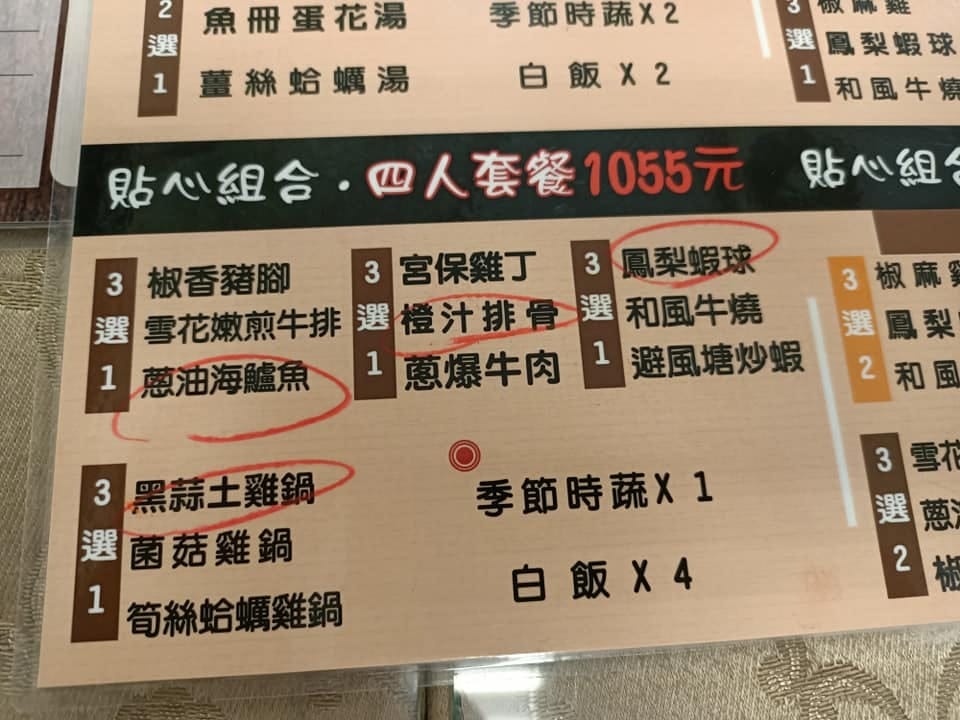 2
選
1
魚冊蛋花湯
薑絲蛤蠣湯
季節時蔬X2
白飯X2
3
選
1
椒麻雞
鳳梨蝦球
和風牛燒
貼心組合・四人套餐1055元
貼心組合
3
選
1
椒香豬腳
雪花嫩煎牛排
蔥油海鱸魚
3
選
1
宮保雞丁
橙汁排骨
蔥爆牛肉
3
選
1
鳳梨蝦球
和風牛燒
避風塘炒蝦
3
選
1
黑蒜土雞鍋
菌菇雞鍋
筍絲蛤蠣雞鍋
季節時蔬X1
白飯X4
3
選
2
椒麻雞
鳳梨
和風
3
選
2
雪花
蔥油
椒